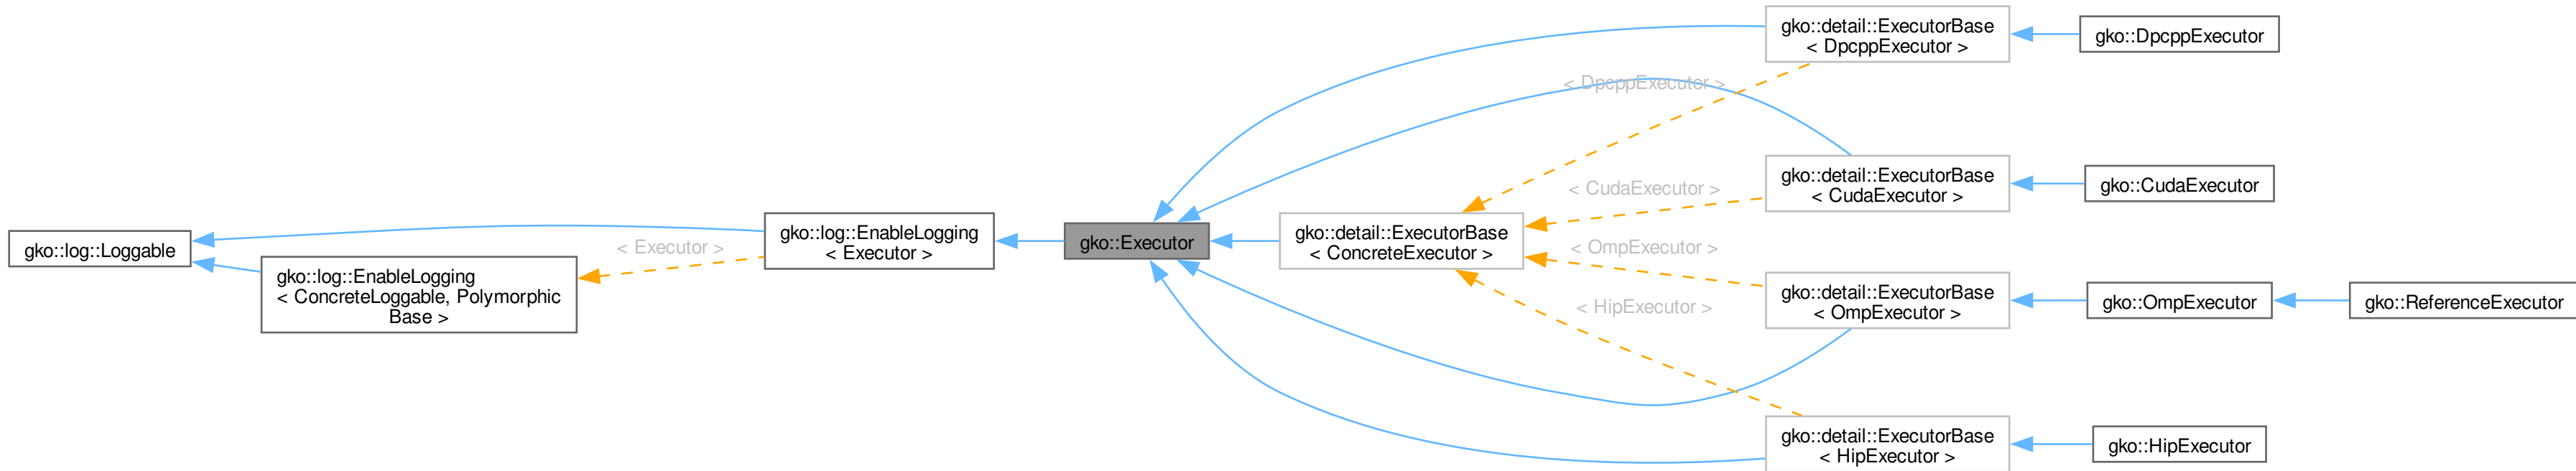 gko::log::Loggable
gko::log::EnableLogging
< ConcreteLoggable, Polymorphic
Base >
< Executor >
gko::log::EnableLogging
< Executor >
gko::Executor
gko::detail::ExecutorBase
< ConcreteExecutor >
< DpcppExecutor >
< CudaExecutor >
< OmpExecutor >
< HipExecutor >
gko::detail::ExecutorBase
< DpcppExecutor >
gko::DpcppExecutor
gko::detail::ExecutorBase
< CudaExecutor >
gko::CudaExecutor
gko::detail::ExecutorBase
< OmpExecutor >
gko::OmpExecutor
gko::ReferenceExecutor
gko::detail::ExecutorBase
< HipExecutor >
gko::HipExecutor